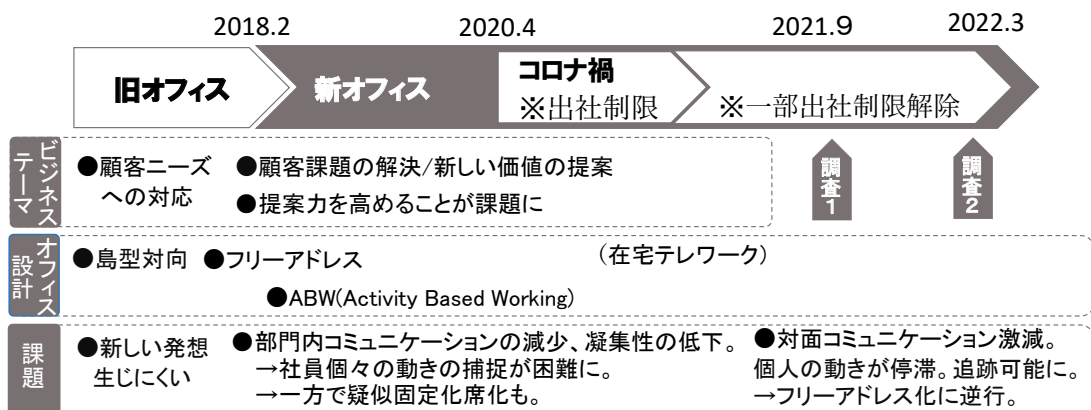 2018.2
2020.4
2021.9
2022.3
旧オフィス
新オフィス
コロナ禍
※出社制限
※一部出社制限解除
ビジネス
テーマ
●顧客ニーズ
への対応
●顧客課題の解決/新しい価値の提案
●提案力を高めることが課題に
調査1
調査2
オフィス
設計
●島型対向
●フリーアドレス
(在宅テレワーク)
●ABW(Activity Based Working)
課題
●新しい発想
生じにくい
●部門内コミュニケーションの減少、凝集性の低下。
→社員個々の動きの捕捉が困難に。
→一方で疑似固定化席化も。
●対面コミュニケーション激減。
個人の動きが停滞。追跡可能に。
→フリーアドレス化に逆行。